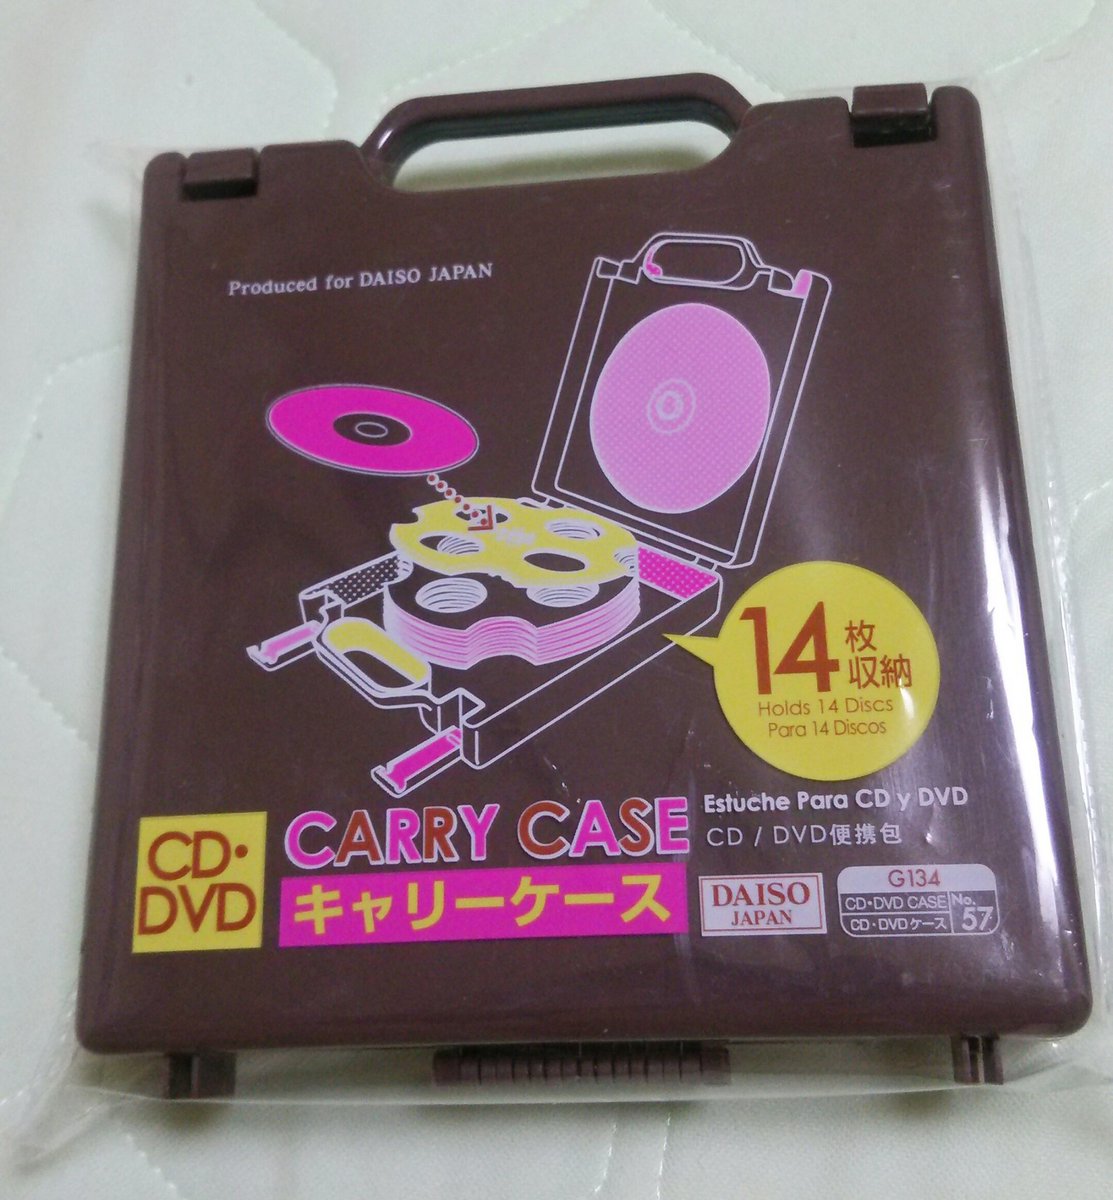 Produced for DAISO JAPAN
14枚
収納
Holds 14 Discs
Para 14 Discos
CD・
DVD
CARRY CASE
キャリーケース
Estuche Para CD y DVD
CD / DVD便携包
DAISO
JAPAN
G134
CD・DVD CASE
CD・DVDケース
No.
57